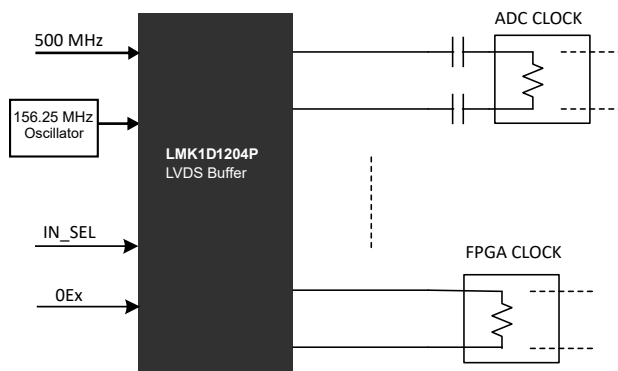 ADC CLOCK
500 MHz
156.25 MHz
Oscillator
LMK1D1204P
LVDS Buffer
IN_SEL
FPGA CLOCK
0Ex